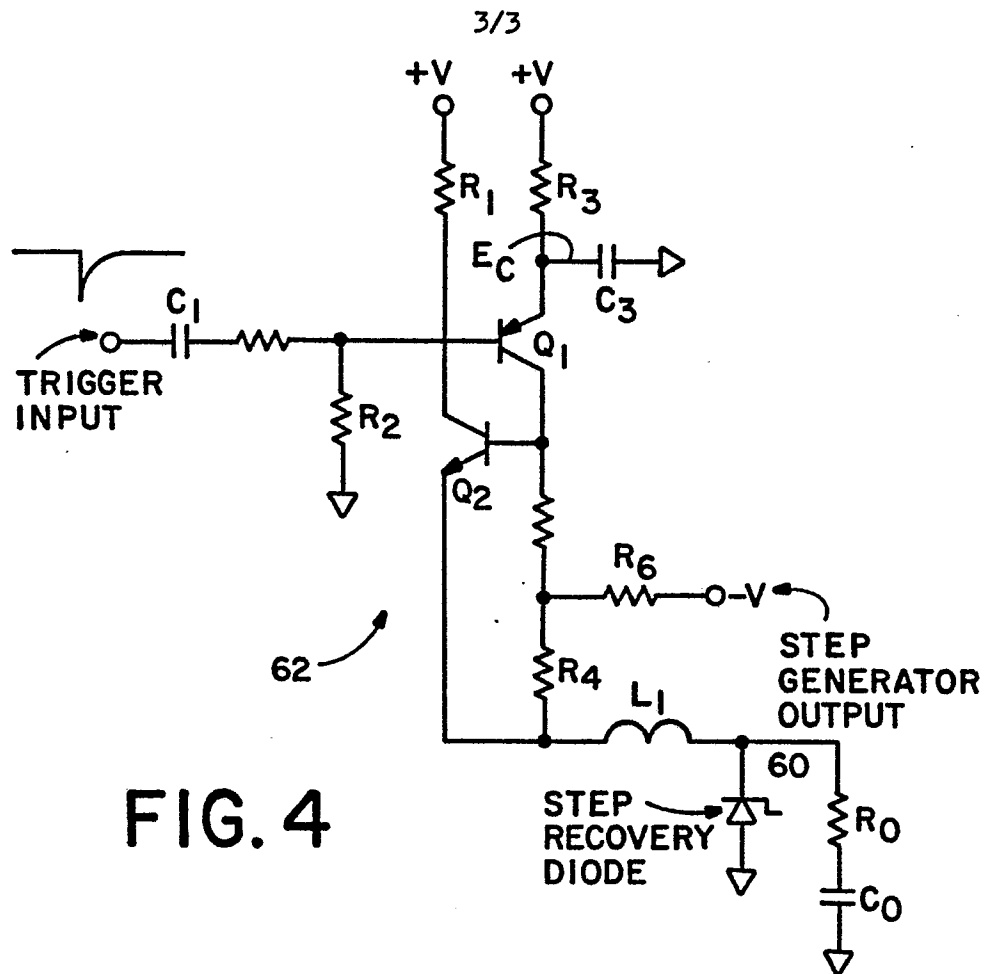 3/3
+V +V
R1 R3
EC
C3
C1
Q1
TRIGGER
INPUT
R2
Q2
R6
-V
STEP
GENERATOR
OUTPUT
62
R4
L1
60
FIG. 4
STEP
RECOVERY
DIODE
RO
CO